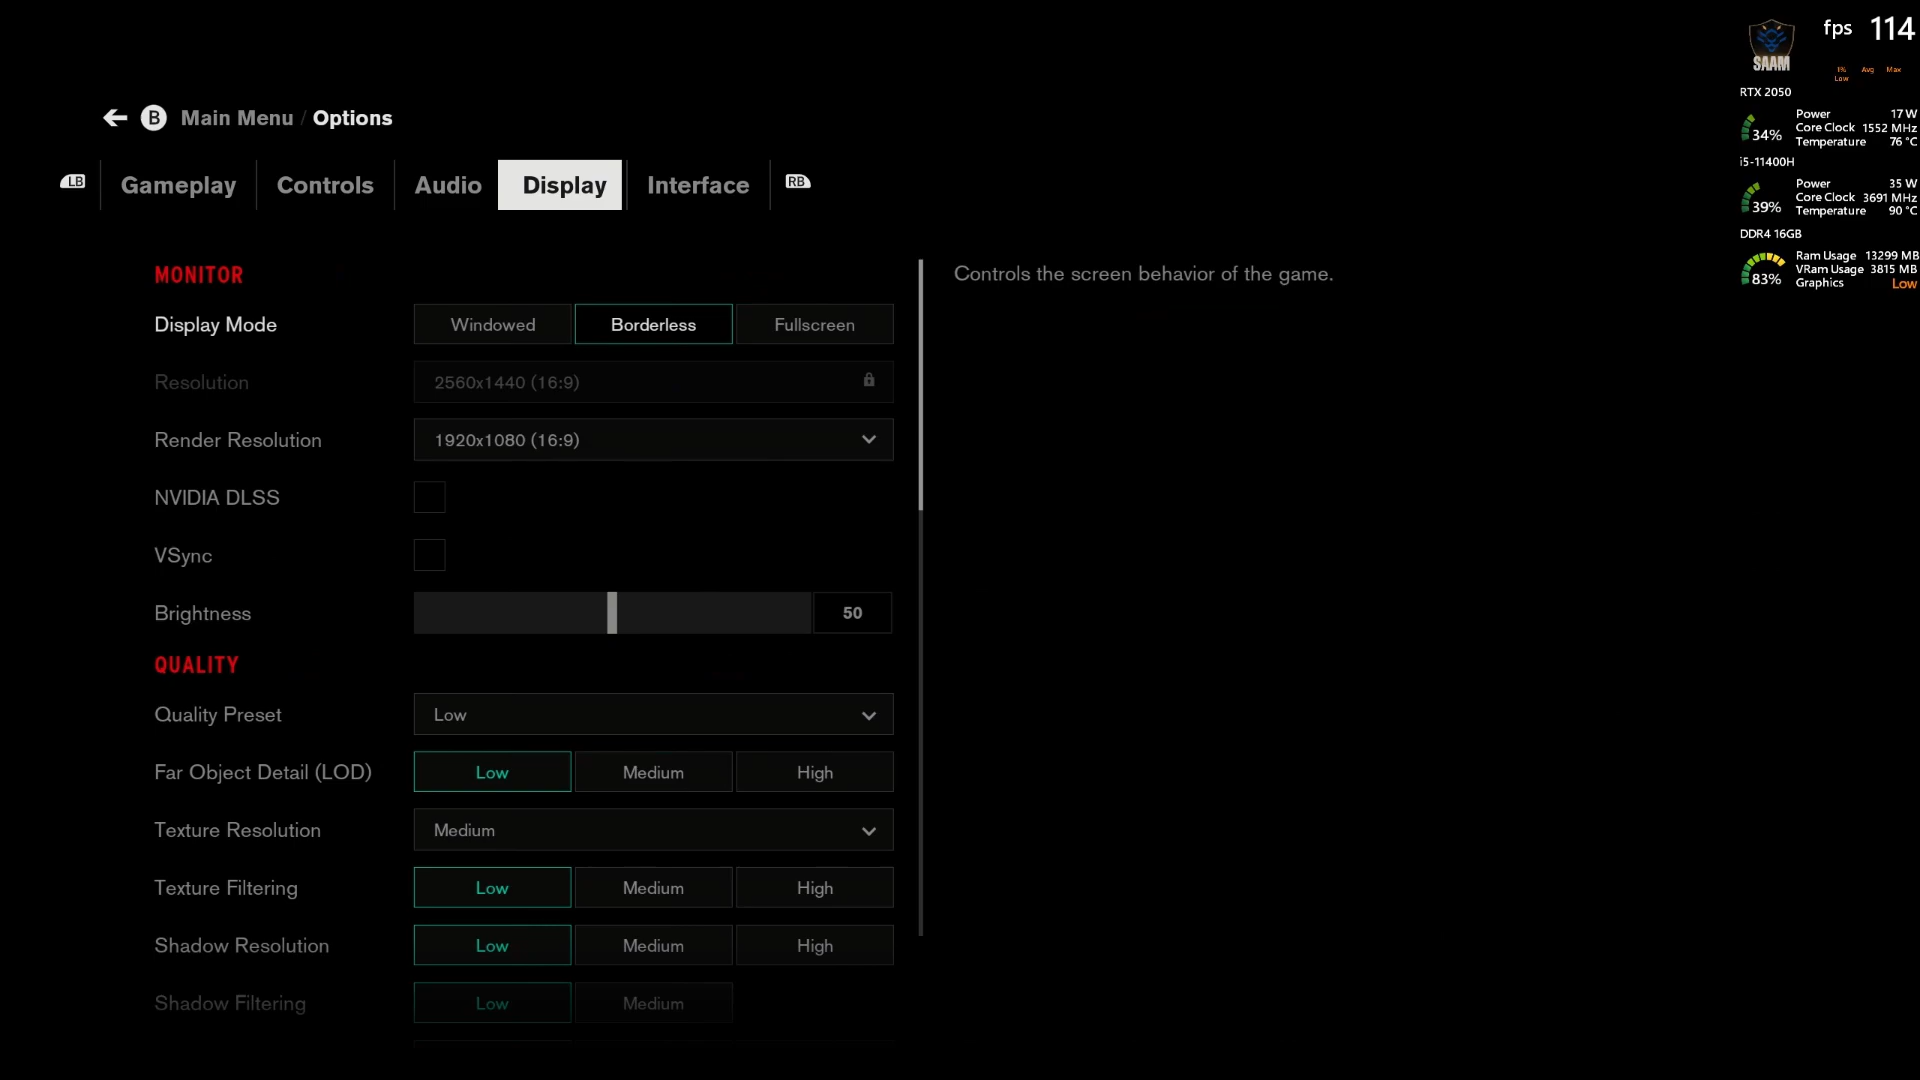 fps 114
SAAM
1% Low Avg Max
RTX 2050
34%
Power 17 W
Core Clock 1552 MHz
Temperature 76 °C
i5-11400H
39%
Power 35 W
Core Clock 3691 MHz
Temperature 90 °C
DDR4 16GB
83%
Ram Usage 13299 MB
VRam Usage 3815 MB
Graphics Low
B Main Menu / Options
LB Gameplay Controls Audio Display Interface RB
MONITOR
Controls the screen behavior of the game.
Display Mode Windowed Borderless Fullscreen
Resolution 2560x1440 (16:9)
Render Resolution 1920x1080 (16:9)
NVIDIA DLSS
VSync
Brightness 50
QUALITY
Quality Preset Low
Far Object Detail (LOD) Low Medium High
Texture Resolution Medium
Texture Filtering Low Medium High
Shadow Resolution Low Medium High
Shadow Filtering Low Medium